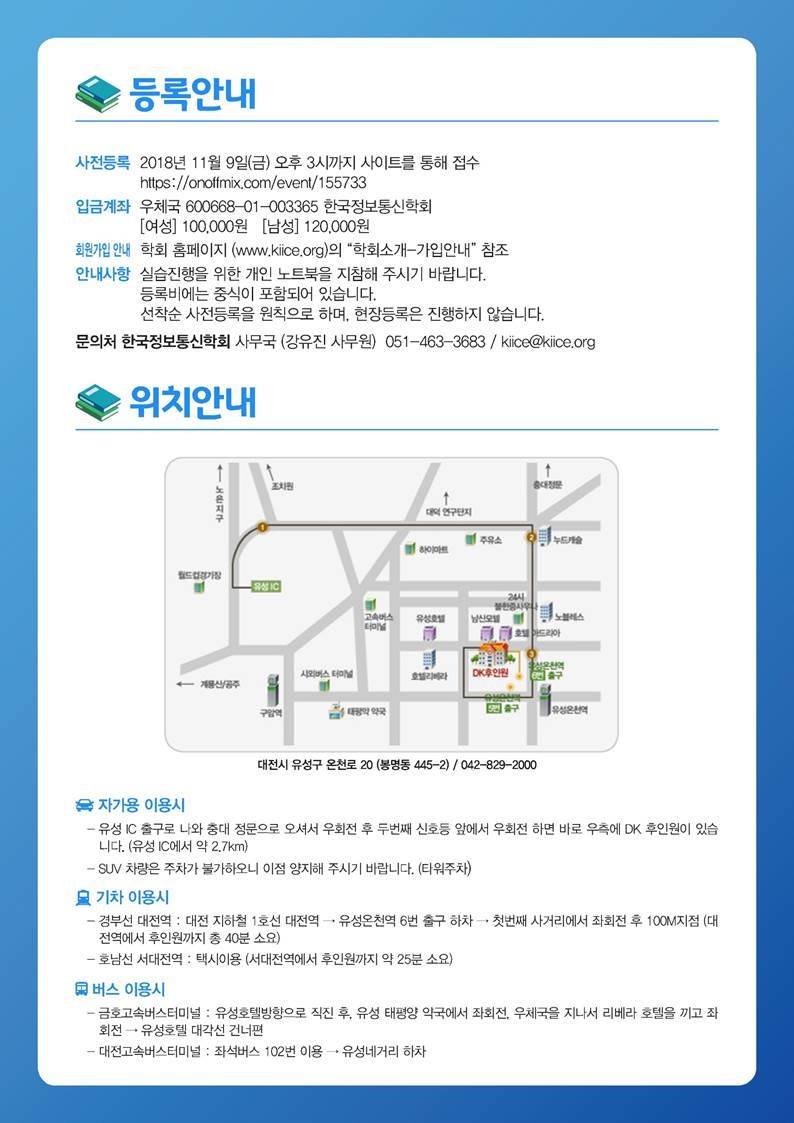 등록안내
사전등록 2018년 11월 9일(금) 오후 3시까지 사이트를 통해 접수
https://onoffmix.com/event/155733
입금계좌 우체국 600668-01-003365 한국정보통신학회
[여성] 100,000원 [남성] 120,000원
회원가입 안내 학회 홈페이지 (www.kiice.org)의 “학회소개-가입안내” 참조
안내사항 실습진행을 위한 개인 노트북을 지참해 주시기 바랍니다.
등록비에는 중식이 포함되어 있습니다.
선착순 사전등록을 원칙으로 하며, 현장등록은 진행하지 않습니다.
문의처 한국정보통신학회 사무국 (강유진 사무원) 051-463-3683 / kiice@kiice.org
위치안내
노은지구
조치원
대덕 연구단지
충대정문
1
2
누드캐슬
하이마트
주유소
월드컵경기장
유성 IC
고속버스
터미널
유성호텔
남산모텔
24시
불한증사우나
노블레스
호텔 아드리아
3
계룡산/공주
시외버스 터미널
호텔리베라
DK후인원
유성온천역
6번 출구
구암역
태평약 약국
유성온천역
5번 출구
유성온천역
대전시 유성구 온천로 20 (봉명동 445-2) / 042-829-2000
자가용 이용시
- 유성 IC 출구로 나와 충대 정문으로 오셔서 우회전 후 두번째 신호등 앞에서 우회전 하면 바로 우측에 DK 후인원이 있습
니다. (유성 IC에서 약 2.7km)
- SUV 차량은 주차가 불가하오니 이점 양지해 주시기 바랍니다. (타워주차)
기차 이용시
- 경부선 대전역 : 대전 지하철 1호선 대전역 → 유성온천역 6번 출구 하차 → 첫번째 사거리에서 좌회전 후 100M지점 (대
전역에서 후인원까지 총 40분 소요)
- 호남선 서대전역 : 택시이용 (서대전역에서 후인원까지 약 25분 소요)
버스 이용시
- 금호고속버스터미널 : 유성호텔방향으로 직진 후, 유성 태평양 약국에서 좌회전, 우체국을 지나서 리베라 호텔을 끼고 좌
회전 → 유성호텔 대각선 건너편
- 대전고속버스터미널 : 좌석버스 102번 이용 → 유성네거리 하차